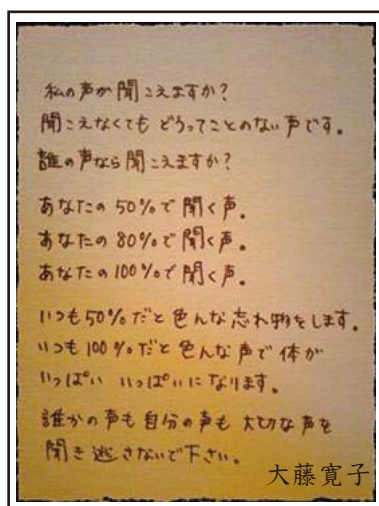 私の声が聞こえますか?
聞こえなくても どうってことのない声です。
誰の声なら聞こえますか?
あなたの50%で聞く声。
あなたの80%で聞く声。
あなたの100%で聞く声。
いつも50%だと色んな忘れ物をします。
いつも100%だと色んな声で体が
いっぱい いっぱいになります。
誰かの声も自分の声も 大切な声を
聞き逃さないで下さい。
大藤寛子